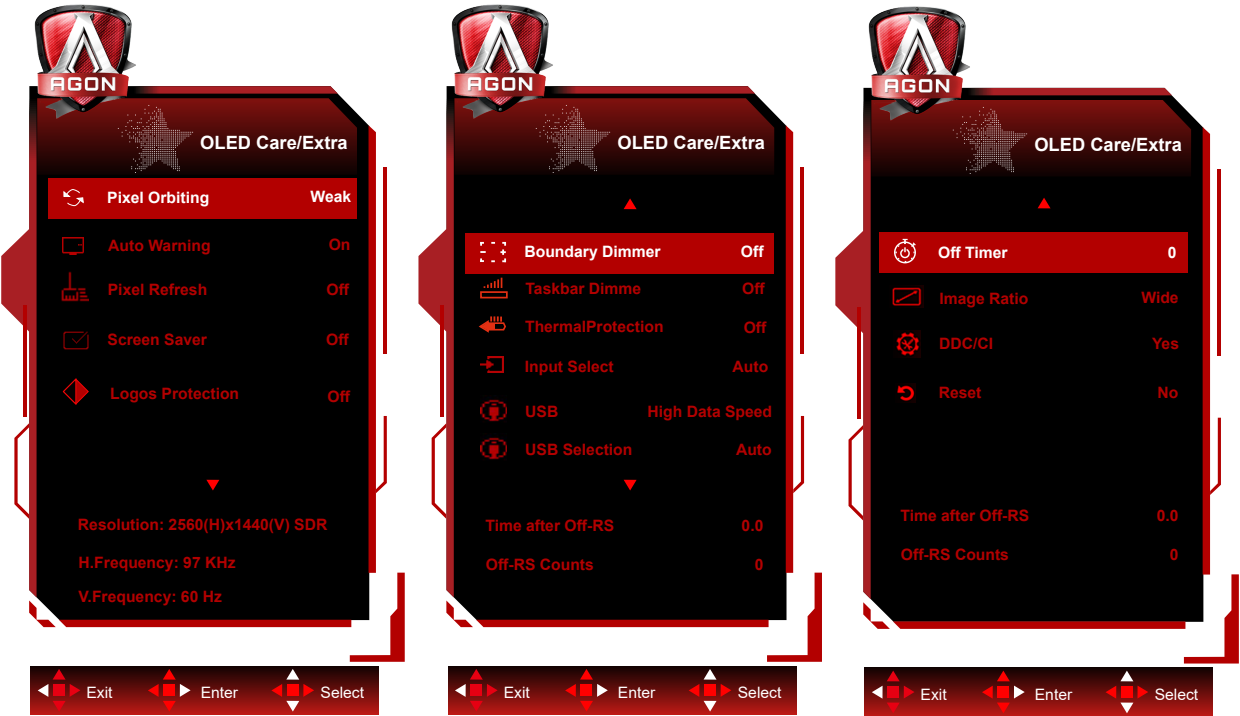 AGON
OLED Care/Extra
Pixel Orbiting Weak
Auto Warning On
Pixel Refresh Off
Screen Saver Off
Logos Protection Off
Resolution: 2560(H)x1440(V) SDR
H.Frequency: 97 KHz
V.Frequency: 60 Hz
Exit Enter Select
AGON
OLED Care/Extra
Boundary Dimmer Off
Taskbar Dimme Off
ThermalProtection Off
Input Select Auto
USB High Data Speed
USB Selection Auto
Time after Off-RS 0.0
Off-RS Counts 0
Exit Enter Select
AGON
OLED Care/Extra
Off Timer 0
Image Ratio Wide
DDC/CI Yes
Reset No
Time after Off-RS 0.0
Off-RS Counts 0
Exit Enter Select